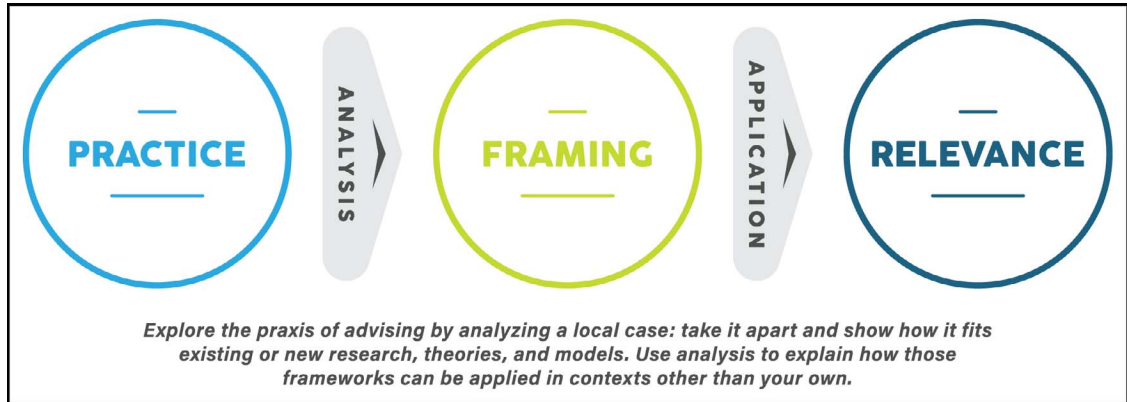 PRACTICE
ANALYSIS
FRAMING
APPLICATION
RELEVANCE
Explore the praxis of advising by analyzing a local case: take it apart and show how it fits
existing or new research, theories, and models. Use analysis to explain how those
frameworks can be applied in contexts other than your own.